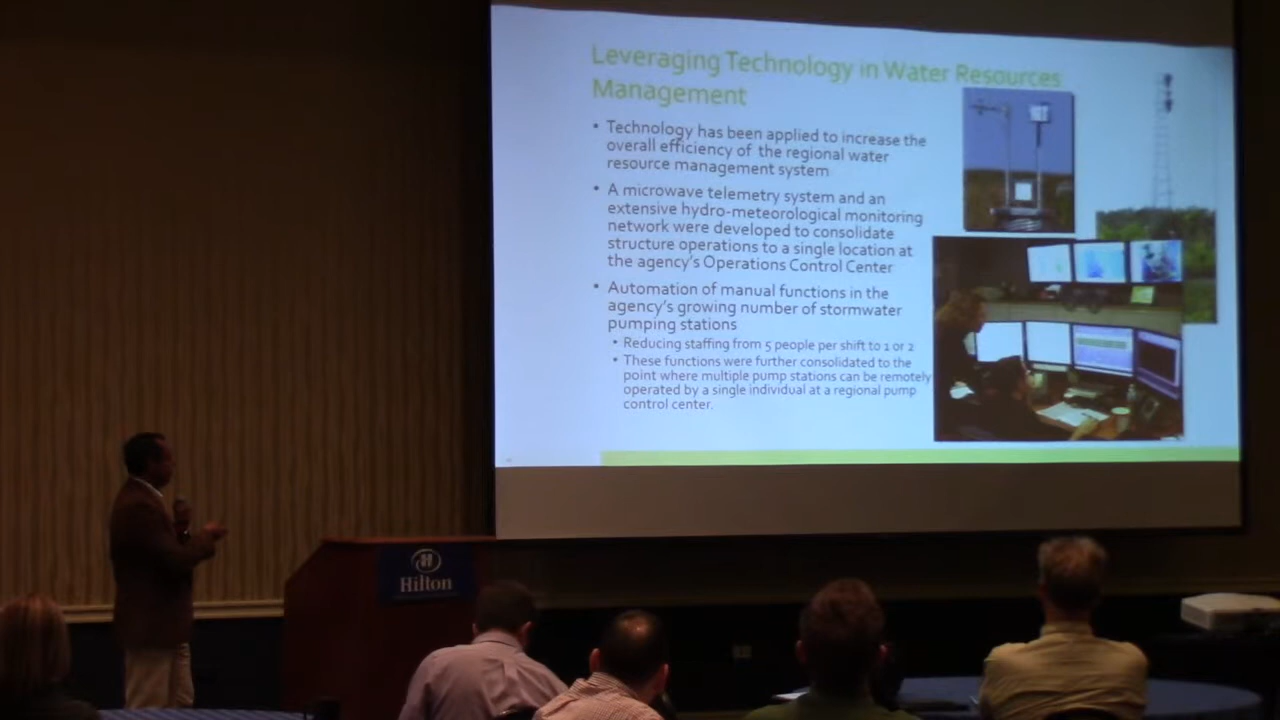 Leveraging Technology in Water Resources
Management
• Technology has been applied to increase the
overall efficiency of the regional water
resource management system
• A microwave telemetry system and an
extensive hydro-meteorological monitoring
network were developed to consolidate
structure operations to a single location at
the agency's Operations Control Center
• Automation of manual functions in the
agency's growing number of stormwater
pumping stations
• Reducing staffing from 5 people per shift to 1 or 2
• These functions were further consolidated to the
point where multiple pump stations can be remotely
operated by a single individual at a regional pump
control center.
H
Hilton